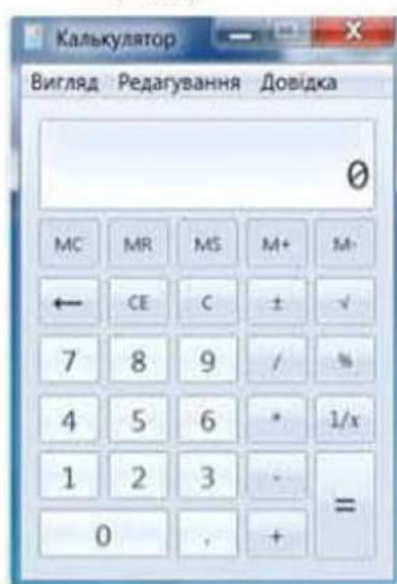 Калькулятор
Вигляд Редагування Довідка
0
MC MR MS M+ M-
← CE C ± √
7 8 9 / %
4 5 6 * 1/x
1 2 3 - =
0 , +